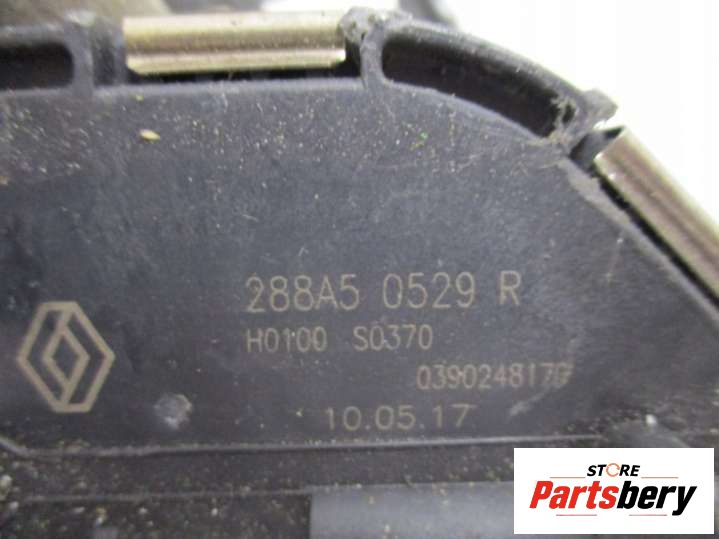 288A5 0529 R
H0100 S0370
0390248170
10.05.17
STORE
Partsbery